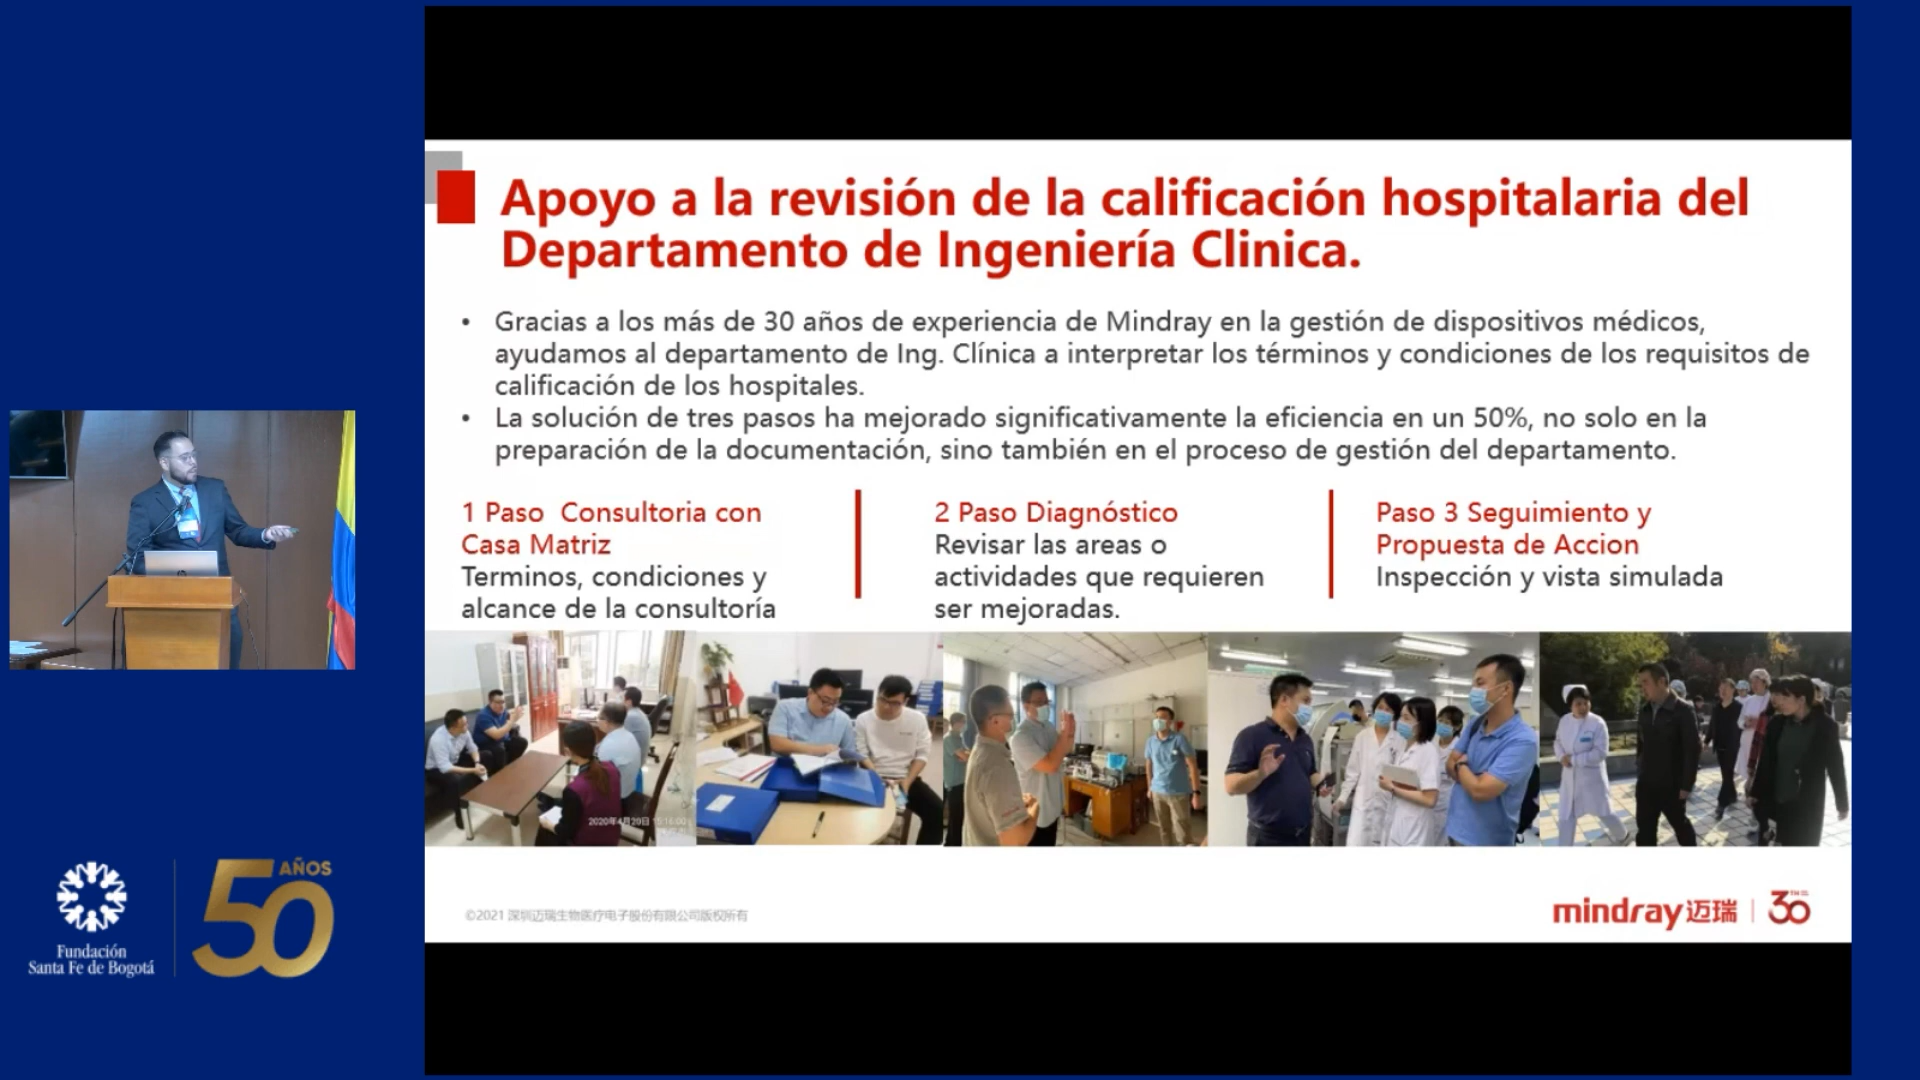 Apoyo a la revisión de la calificación hospitalaria del
Departamento de Ingeniería Clinica.
• Gracias a los más de 30 años de experiencia de Mindray en la gestión de dispositivos médicos,
ayudamos al departamento de Ing. Clínica a interpretar los términos y condiciones de los requisitos de
calificación de los hospitales.
• La solución de tres pasos ha mejorado significativamente la eficiencia en un 50%, no solo en la
preparación de la documentación, sino también en el proceso de gestión del departamento.
1 Paso Consultoria con
Casa Matriz
Terminos, condiciones y
alcance de la consultoría
2 Paso Diagnóstico
Revisar las areas o
actividades que requieren
ser mejoradas.
Paso 3 Seguimiento y
Propuesta de Accion
Inspección y vista simulada
©2021 深圳迈瑞生物医疗电子股份有限公司版权所有
mindray迈瑞
30
Fundación
Santa Fe de Bogotá
50
AÑOS